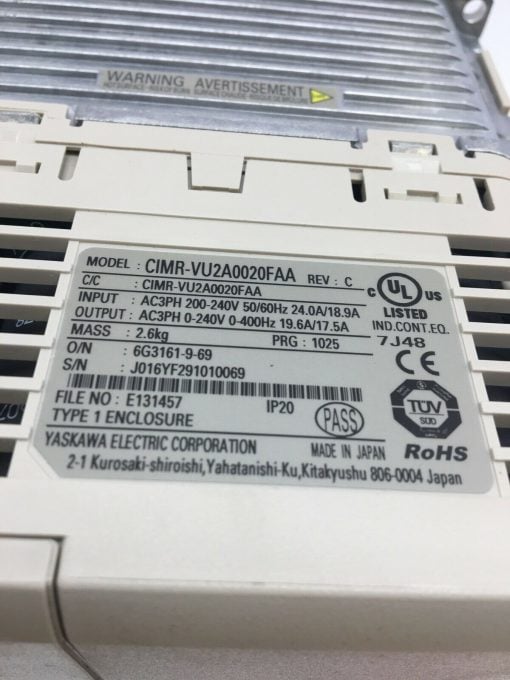 WARNING AVERTISSEMENT
MODEL : CIMR-VU2A0020FAA REV : C
C/C : CIMR-VU2A0020FAA
INPUT : AC3PH 200-240V 50/60Hz 24.0A/18.9A
OUTPUT : AC3PH 0-240V 0-400Hz 19.6A/17.5A
MASS : 2.6kg PRG : 1025
O/N : 6G3161-9-69
S/N : J016YF291010069
FILE NO : E131457 IP20
TYPE 1 ENCLOSURE
PASS
YASKAWA ELECTRIC CORPORATION MADE IN JAPAN
2-1 Kurosaki-shiroishi,Yahatanishi-Ku,Kitakyushu 806-0004 Japan
C UL US
LISTED
IND.CONT.EQ.
7J48
CE
TÜV
SÜD
RoHS